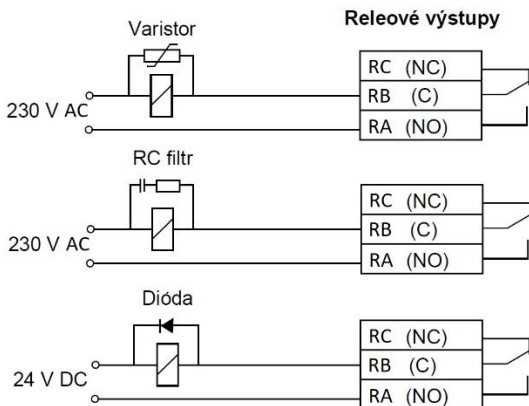 Releové výstupy
Varistor
230 V AC
RC (NC)
RB (C)
RA (NO)
RC filtr
230 V AC
RC (NC)
RB (C)
RA (NO)
Dióda
24 V DC
RC (NC)
RB (C)
RA (NO)